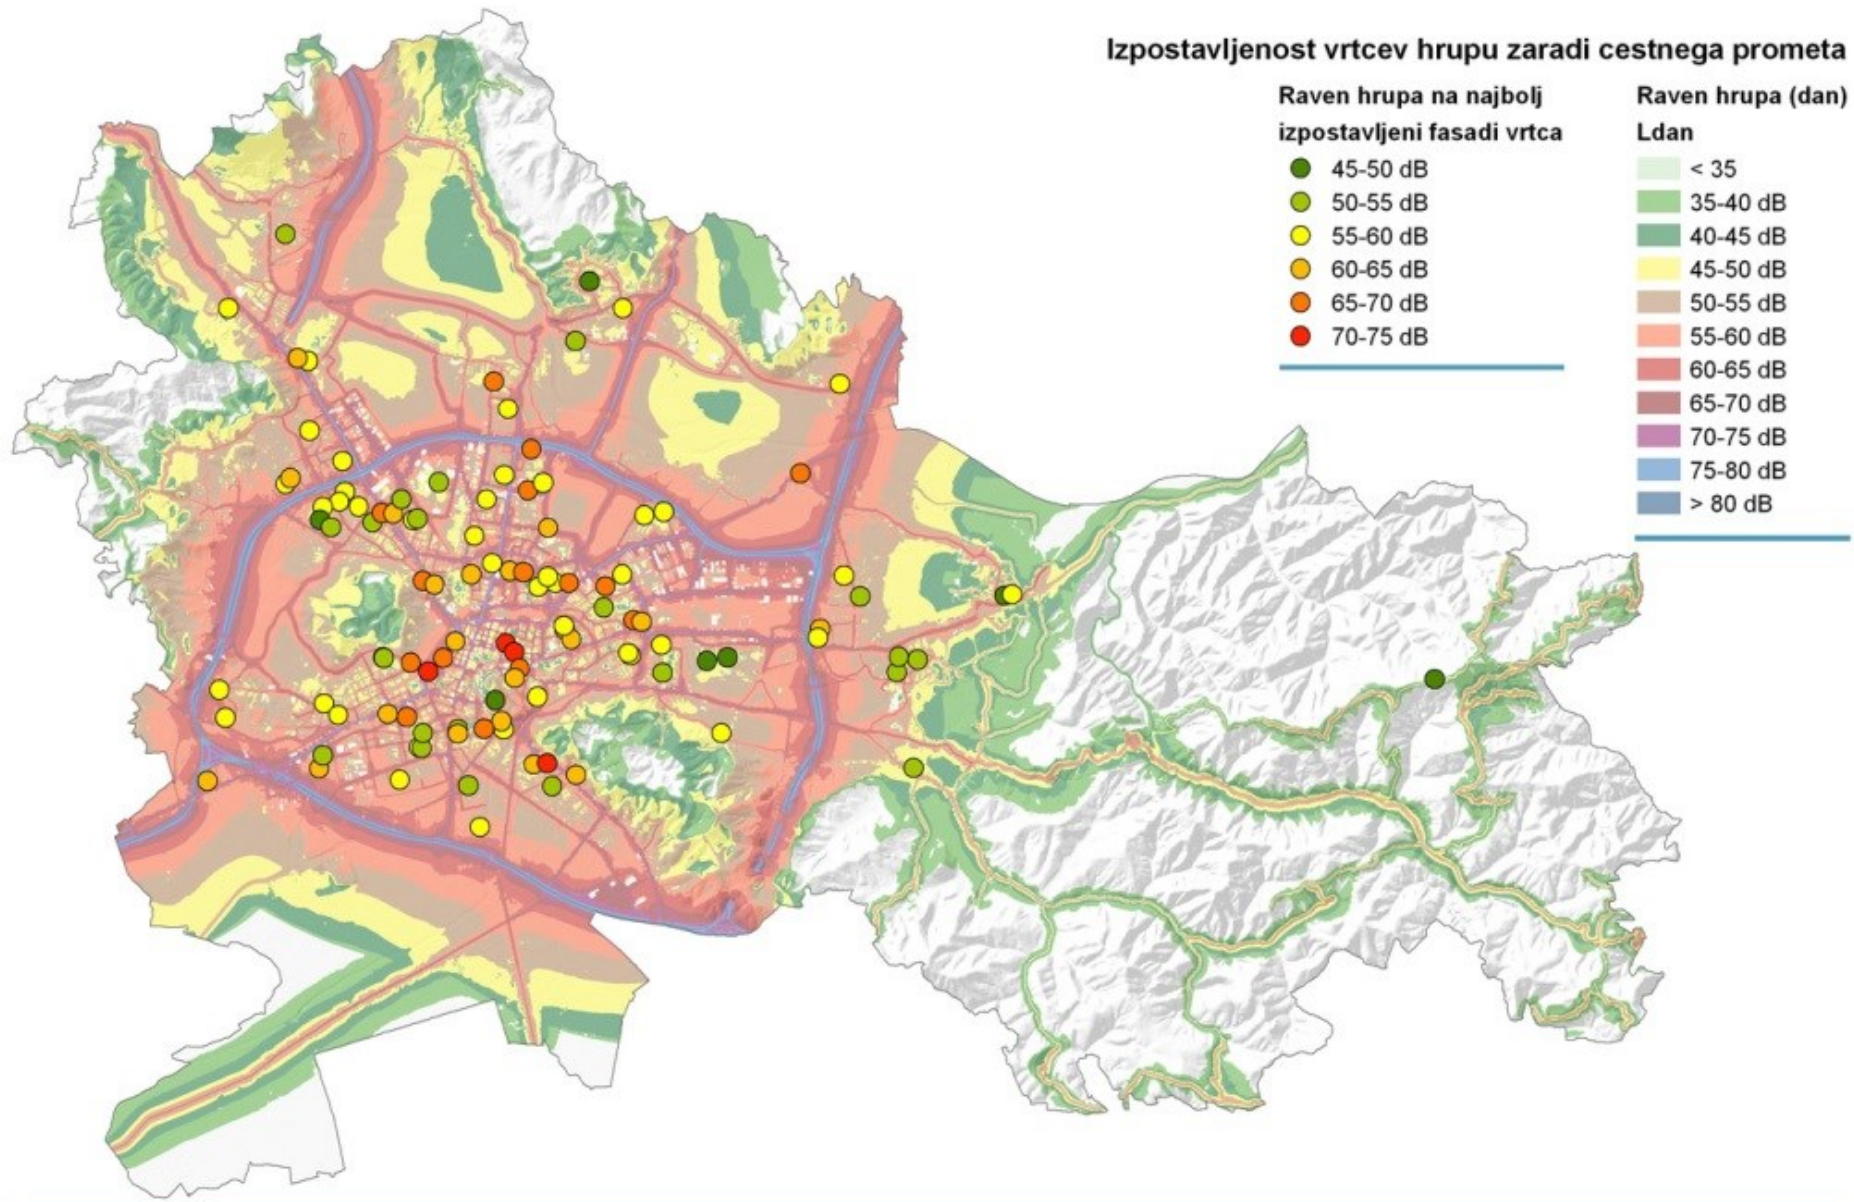 Izpostavljenost vrtcev hrupu zaradi cestnega prometa
Raven hrupa na najbolj
izpostavljeni fasadi vrtca
45-50 dB
50-55 dB
55-60 dB
60-65 dB
65-70 dB
70-75 dB
Raven hrupa (dan)
Ldan
< 35
35-40 dB
40-45 dB
45-50 dB
50-55 dB
55-60 dB
60-65 dB
65-70 dB
70-75 dB
75-80 dB
> 80 dB